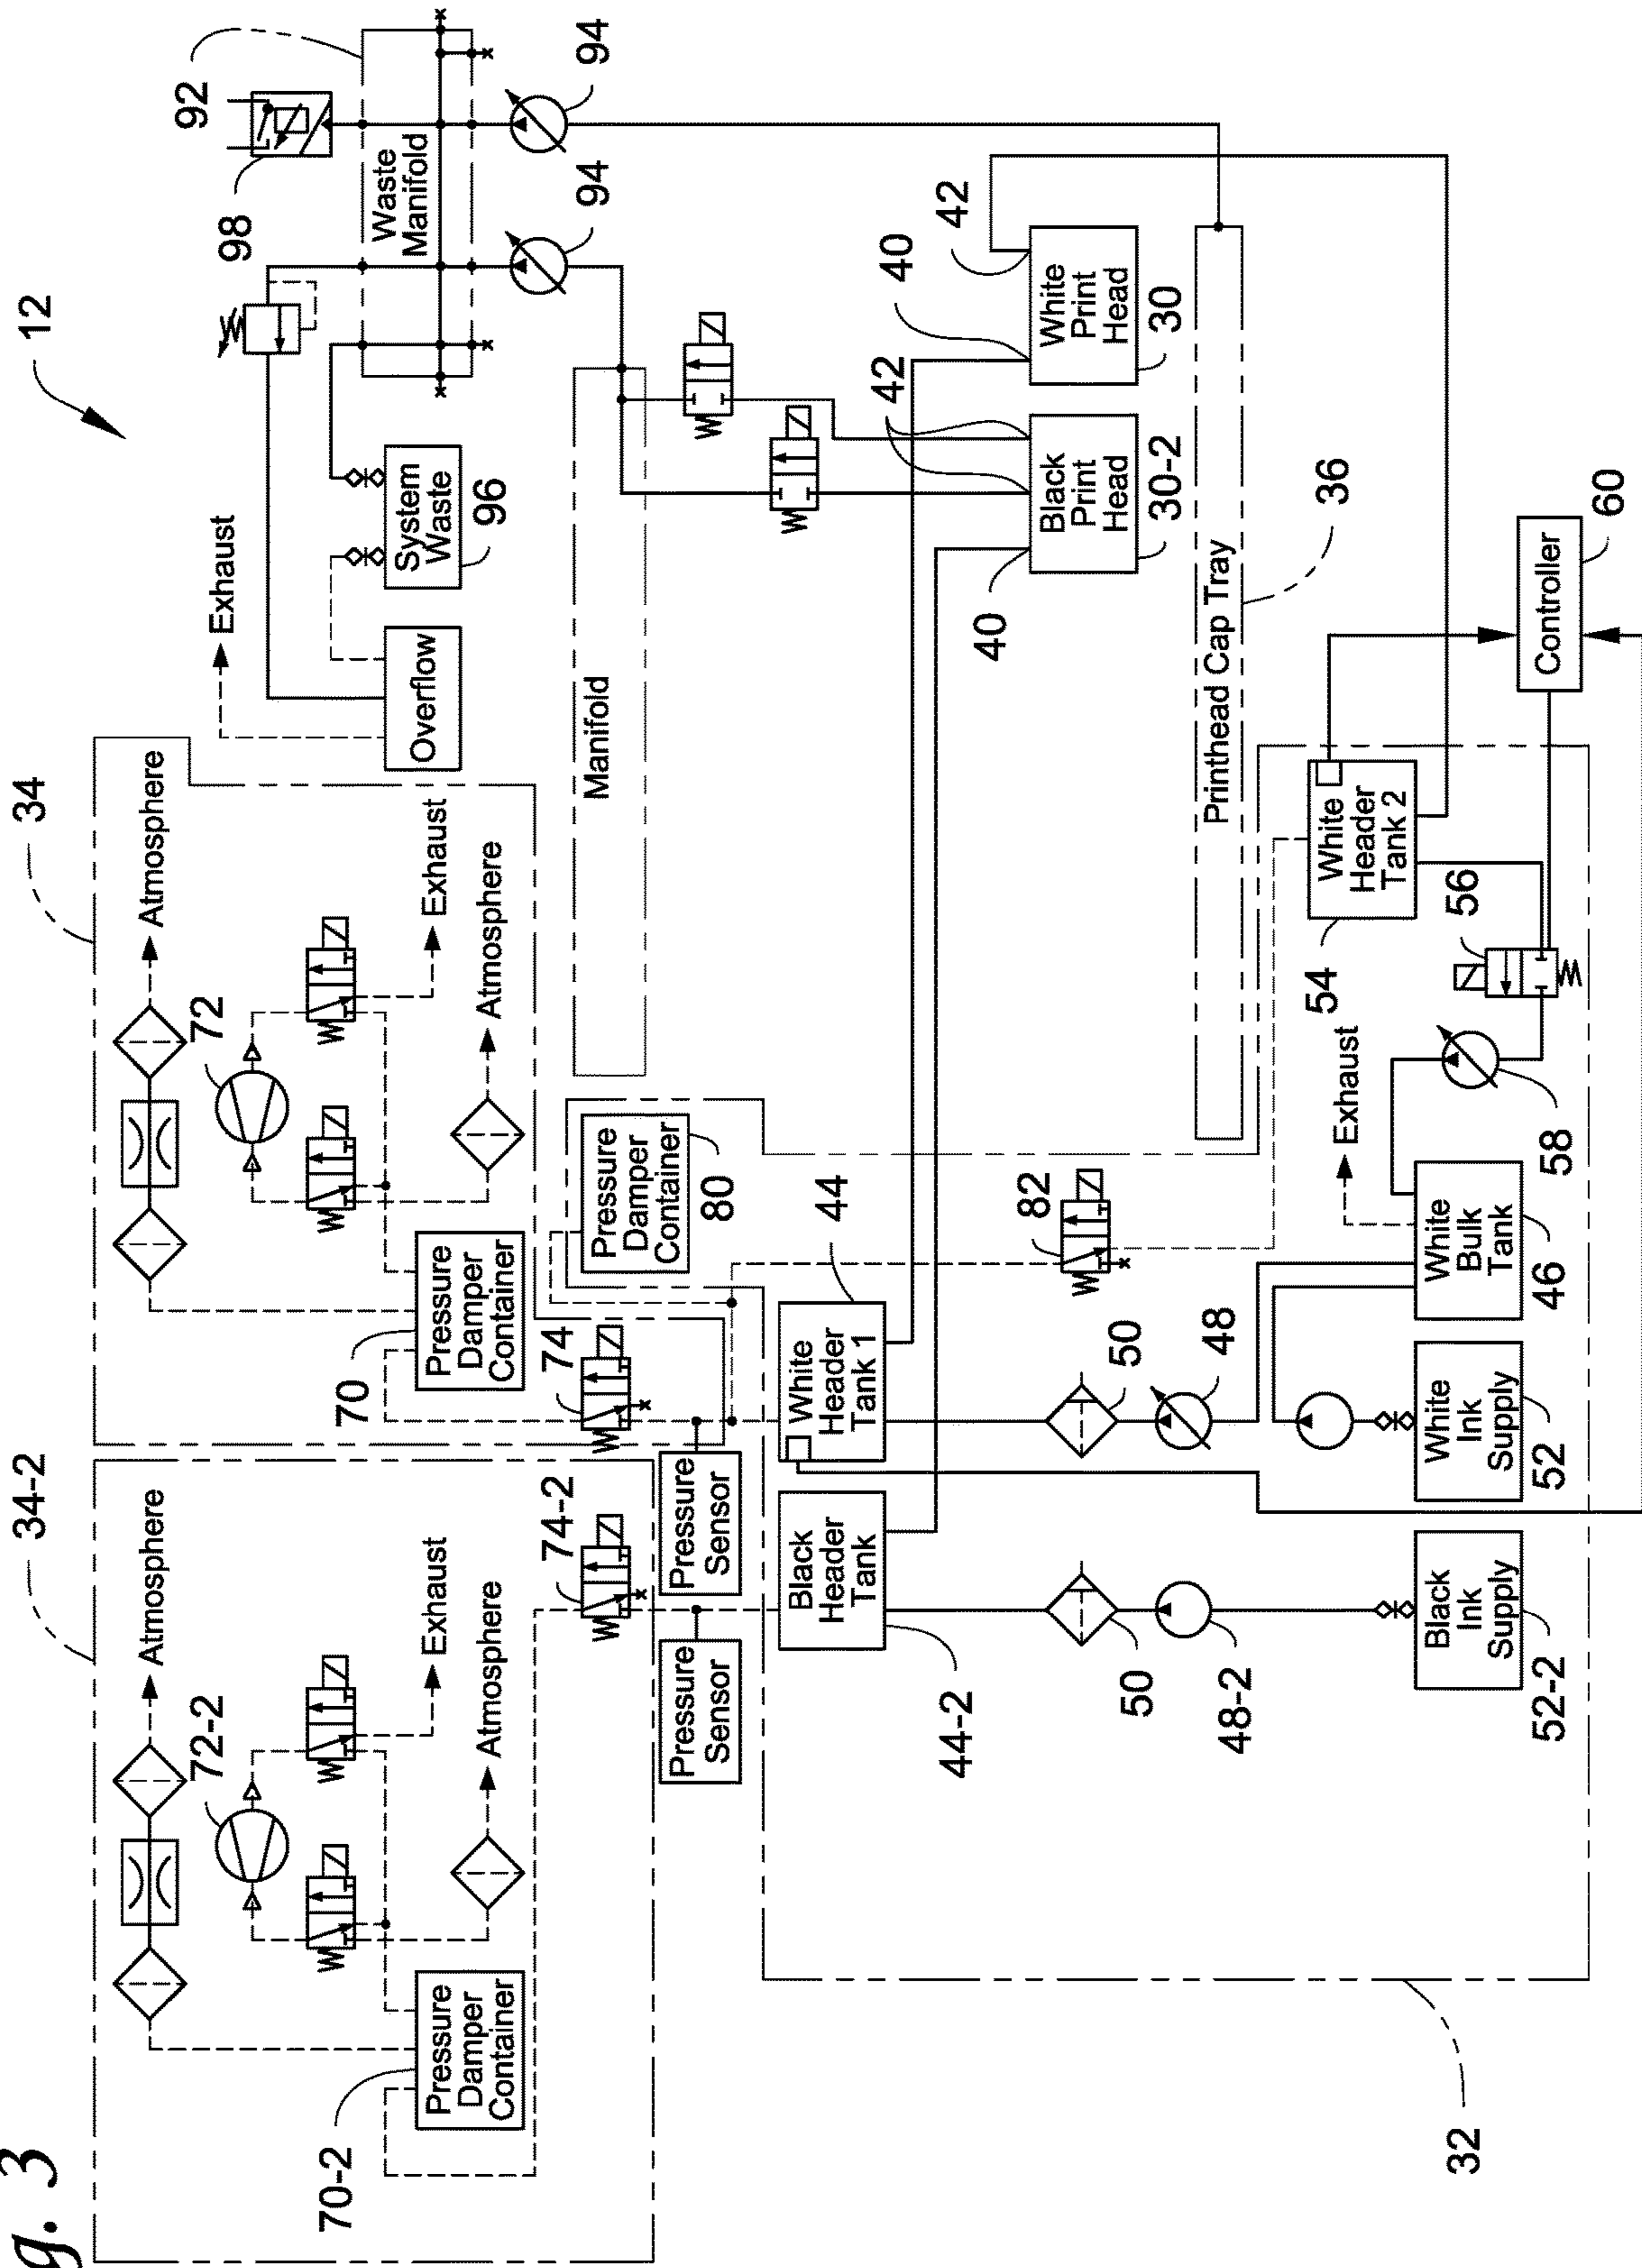 g. 3
12
34-2
34
Atmosphere
Atmosphere
72-2
72
Exhaust
Exhaust
Atmosphere
Atmosphere
70-2
Pressure
Damper
Container
70
Pressure
Damper
Container
74-2
74
Pressure
Sensor
Pressure
Sensor
Pressure
Damper
Container
80
Exhaust
Overflow
System
Waste
96
98
92
Waste
Manifold
94
94
Manifold
44-2
Black
Header
Tank
White
Header
Tank 1
44
82
42
40
40
42
Black
Print
Head
30-2
White
Print
Head
30
Printhead Cap Tray
36
50
50
48-2
48
Black
Ink
Supply
52-2
White
Ink
Supply
52
White
Bulk
Tank
46
Exhaust
58
54
56
White
Header
Tank 2
Controller
60
32